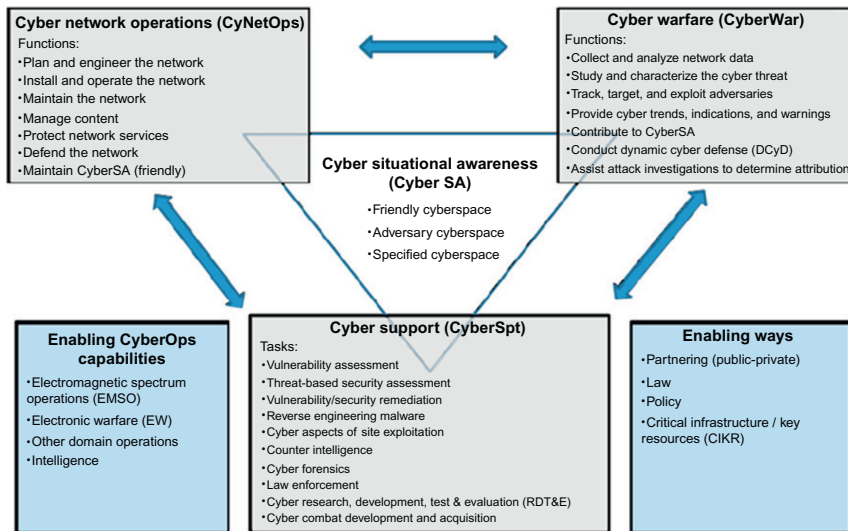 Cyber network operations (CyNetOps)
Functions:
•Plan and engineer the network
•Install and operate the network
•Maintain the network
•Manage content
•Protect network services
•Defend the network
•Maintain CyberSA (friendly)
Cyber warfare (CyberWar)
Functions:
•Collect and analyze network data
•Study and characterize the cyber threat
•Track, target, and exploit adversaries
•Provide cyber trends, indications, and warnings
•Contribute to CyberSA
•Conduct dynamic cyber defense (DCyD)
•Assist attack investigations to determine attribution
Cyber situational awareness
(Cyber SA)
•Friendly cyberspace
•Adversary cyberspace
•Specified cyberspace
Enabling CyberOps
capabilities
•Electromagnetic spectrum
operations (EMSO)
•Electronic warfare (EW)
•Other domain operations
•Intelligence
Cyber support (CyberSpt)
Tasks:
•Vulnerability assessment
•Threat-based security assessment
•Vulnerability/security remediation
•Reverse engineering malware
•Cyber aspects of site exploitation
•Counter intelligence
•Cyber forensics
•Law enforcement
•Cyber research, development, test & evaluation (RDT&E)
•Cyber combat development and acquisition
Enabling ways
•Partnering (public-private)
•Law
•Policy
•Critical infrastructure / key
resources (CIKR)